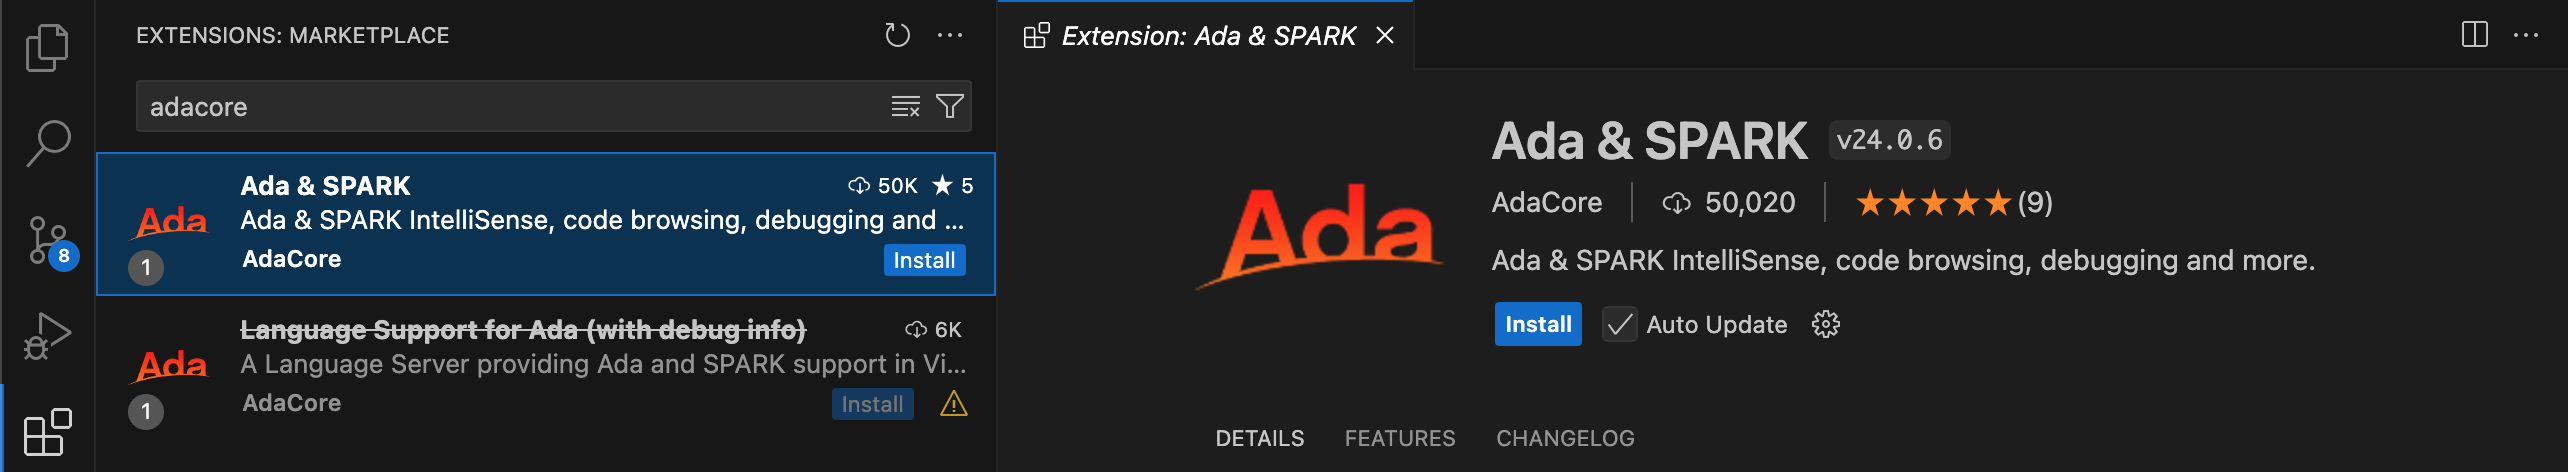 EXTENSIONS: MARKETPLACE
adacore
Ada
Ada & SPARK
50K ★ 5
Ada & SPARK IntelliSense, code browsing, debugging and ...
1
AdaCore
Install
Ada
Language Support for Ada (with debug info)
6K
A Language Server providing Ada and SPARK support in Vi...
1
AdaCore
Install
8
Extension: Ada & SPARK
Ada
Ada & SPARK v24.0.6
AdaCore 50,020 ★★★★★(9)
Ada & SPARK IntelliSense, code browsing, debugging and more.
Install Auto Update
DETAILS FEATURES CHANGELOG